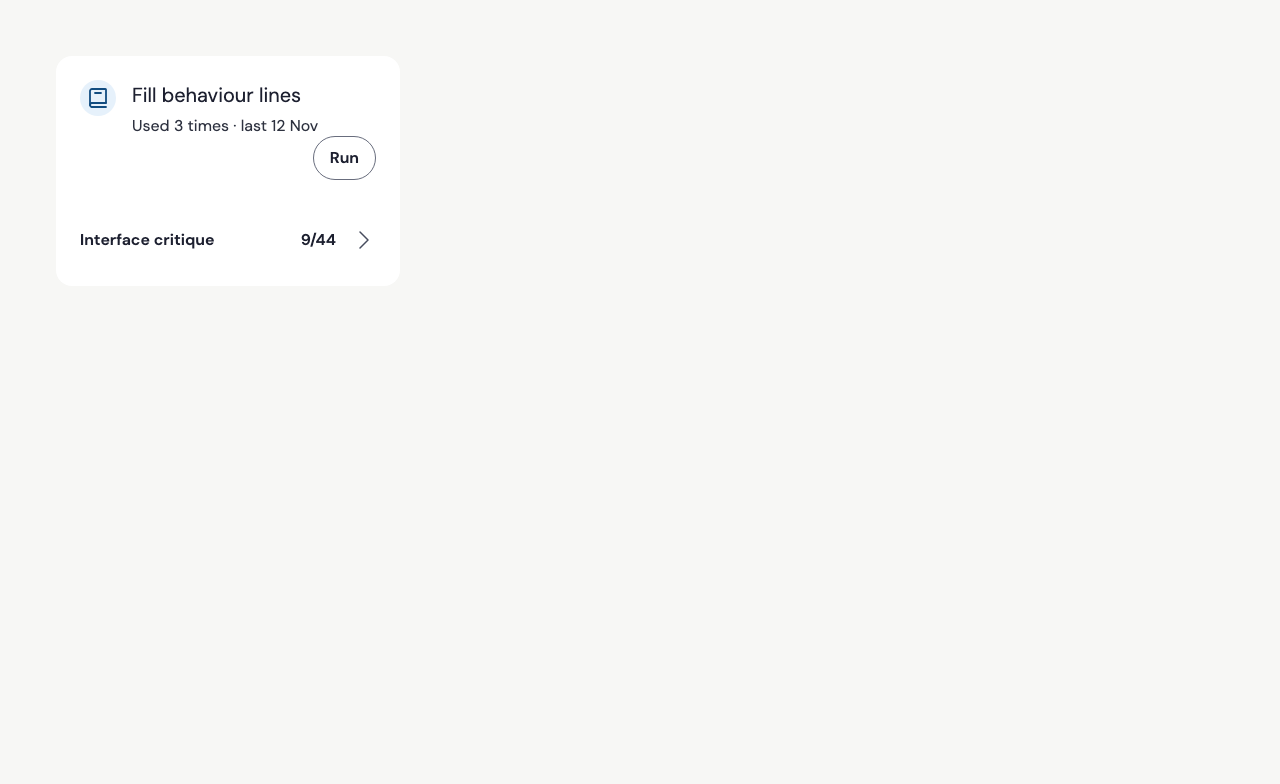 Fill behaviour lines
Used 3 times · last 12 Nov
Run
Interface critique 9/44